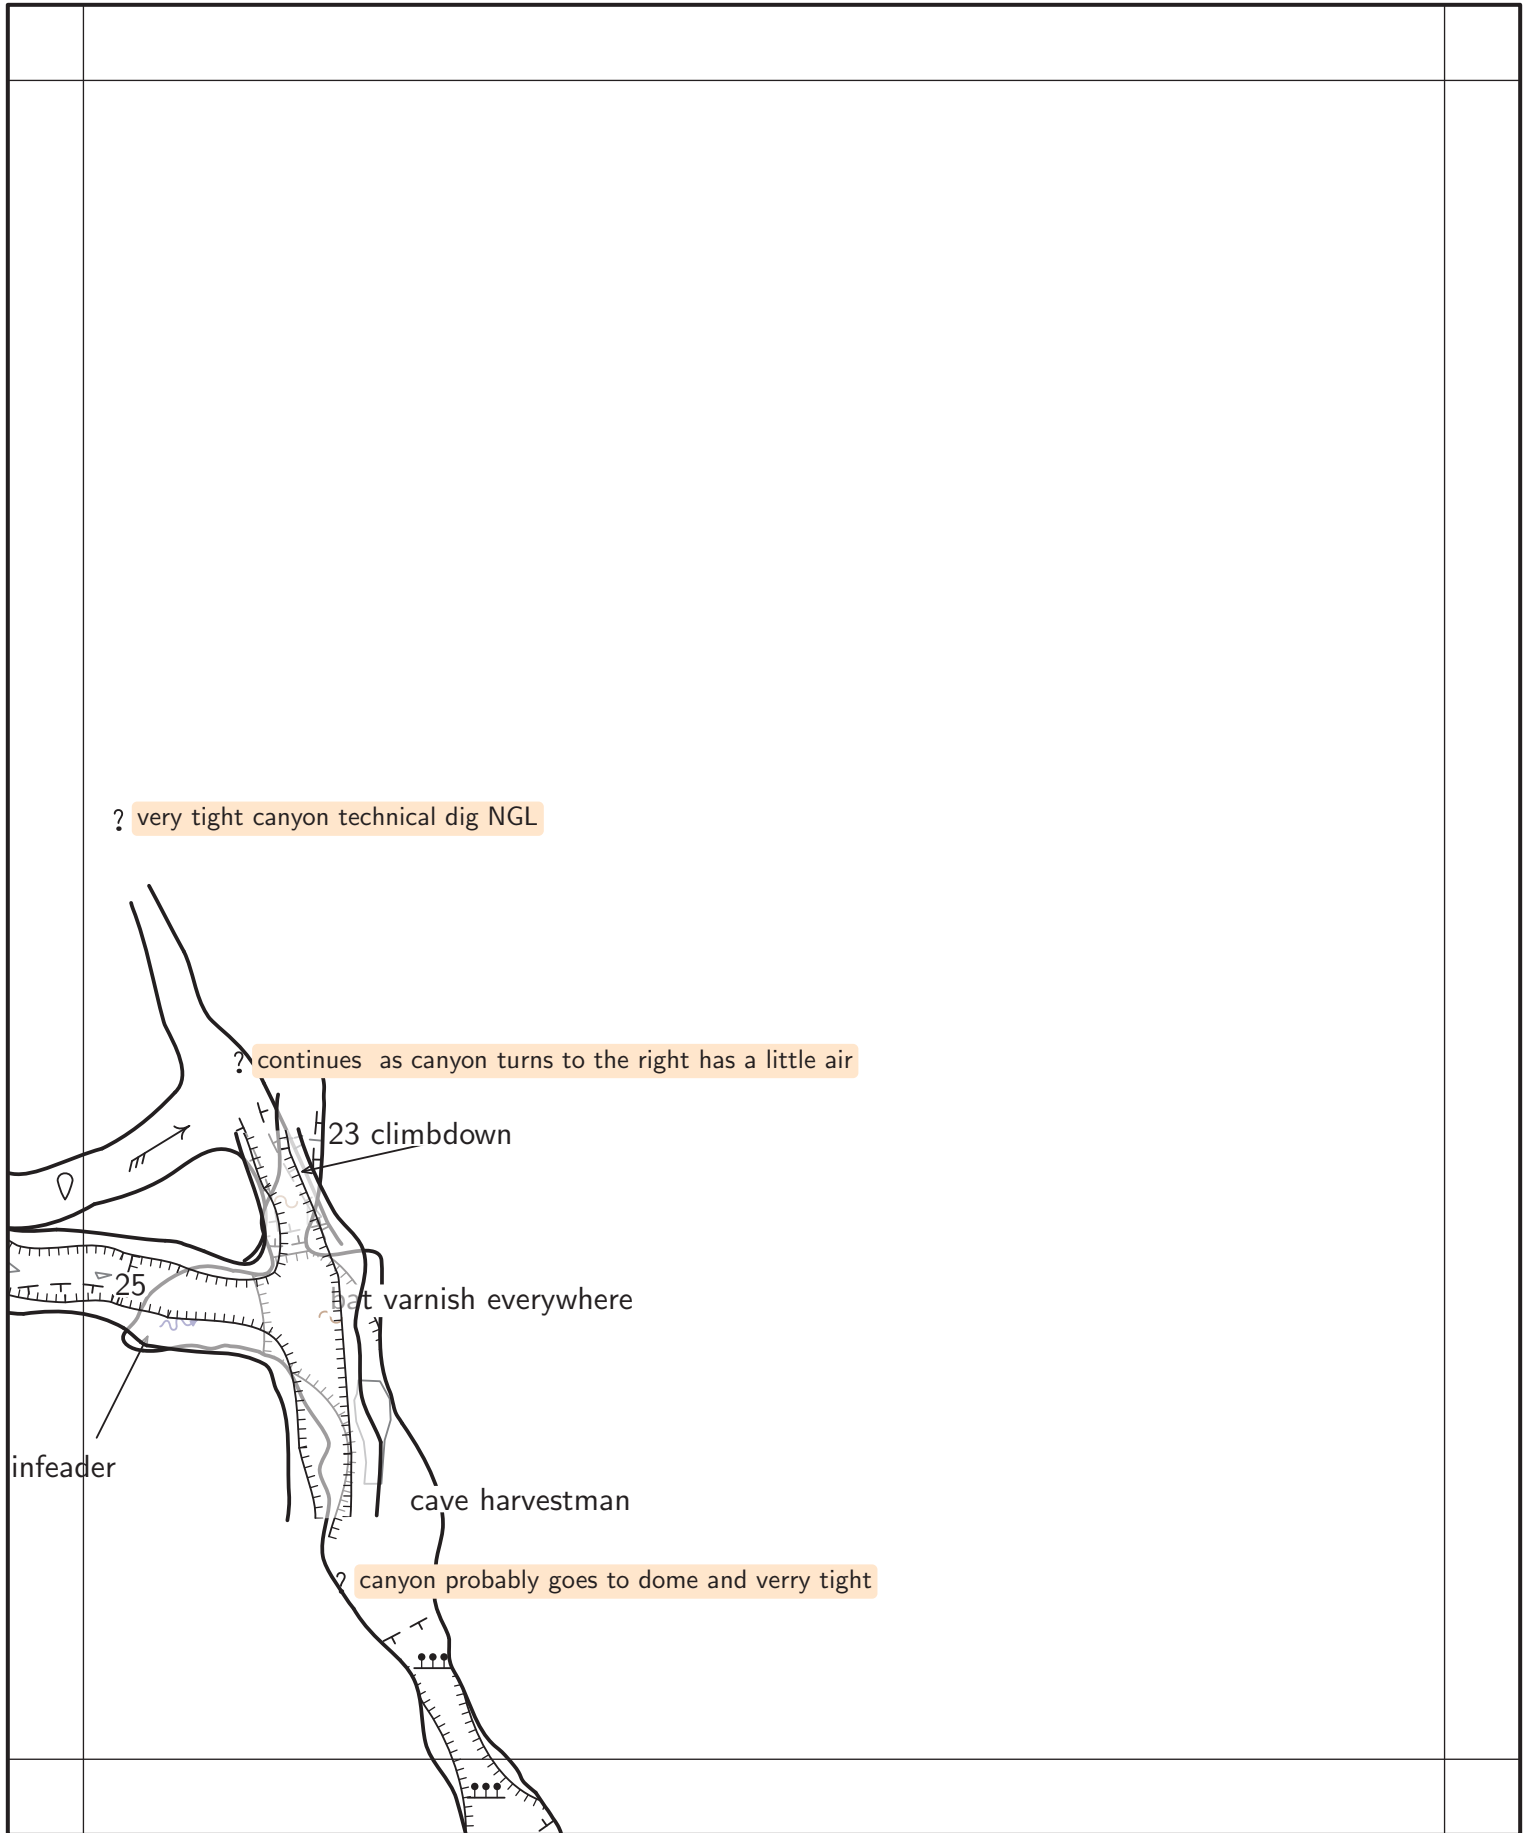 ? very tight canyon technical dig NGL
? continues as canyon turns to the right has a little air
23 climbdown
25
bat varnish everywhere
infeader
cave harvestman
? canyon probably goes to dome and verry tight